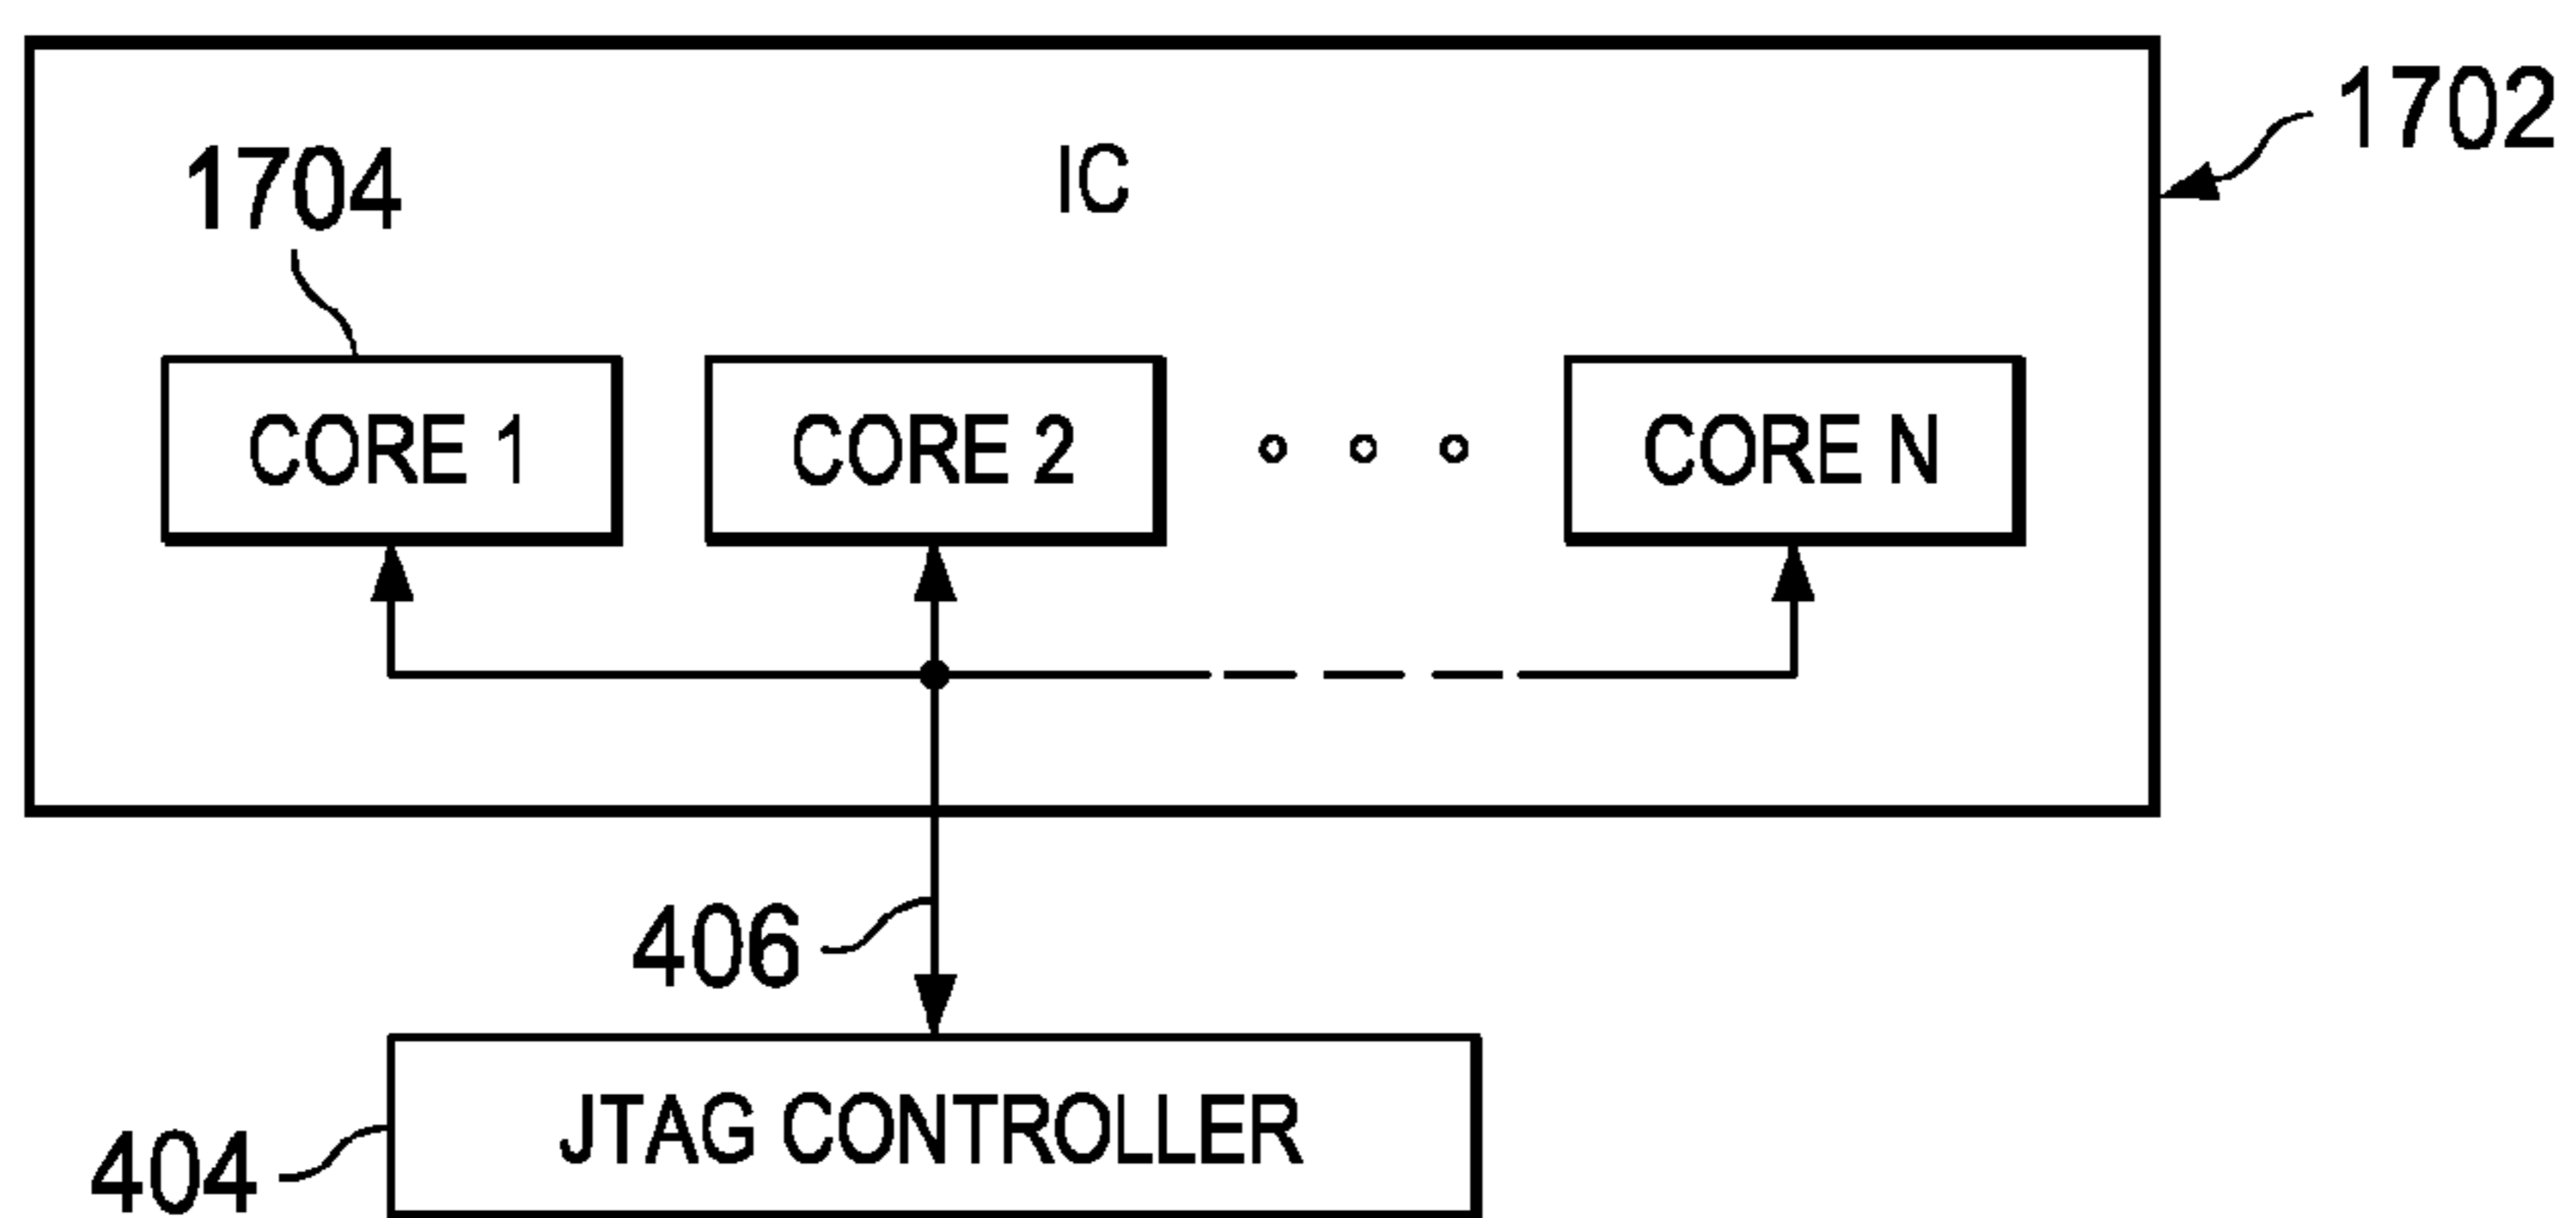 1702
IC
1704
CORE 1 CORE 2 CORE N
406
JTAG CONTROLLER
404